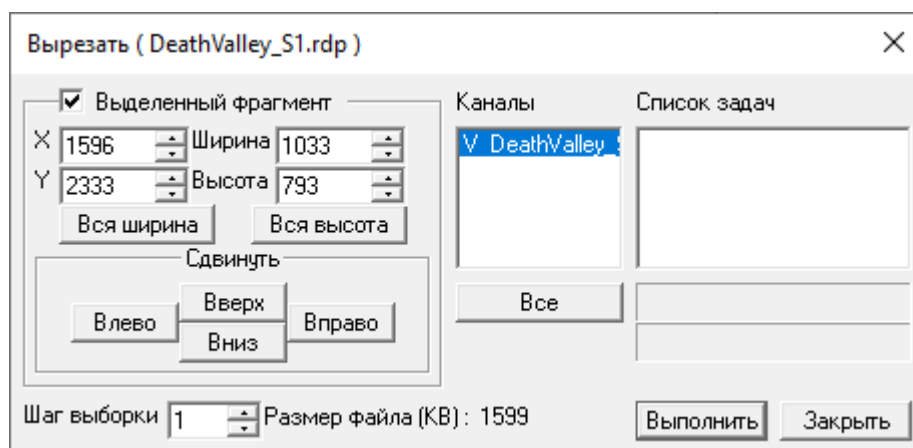 Вырезать ( DeathValley_S1.rdp )
Выделенный фрагмент
X 1596 Ширина 1033
Y 2333 Высота 793
Вся ширина Вся высота
Сдвинуть
Влево Вверх Вправо
Вниз
Каналы
V DeathValley_
Все
Список задач
Шаг выборки 1 Размер файла (KB) : 1599
Выполнить Закрыть